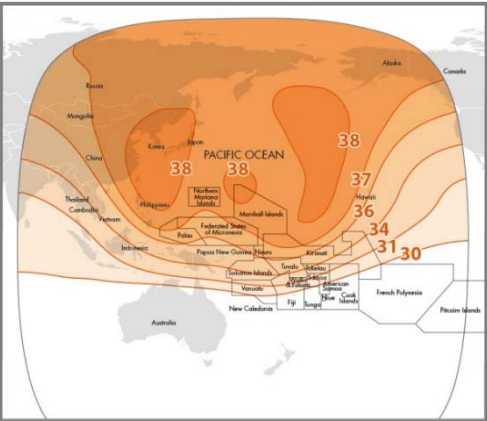 Alaska
Canada
Russia
Mongolia
Korea
Japan
38
PACIFIC OCEAN
38
38
China
37
Hawaii
Northern
Mariana
Islands
Thailand
Cambodia
Philippines
Marshall Islands
36
Vietnam
Federated States
of Micronesia
Palau
34
Indonesia
Papua New Guinea
Nauru
Kiribati
31
30
Solomon Islands
Tuvalu
Tokelau
Samoa
Wallis
& Futuna
American
Samoa
Vanuatu
Niue
Cook
Islands
French Polynesia
Fiji
Tonga
New Caledonia
Pitcairn Islands
Australia